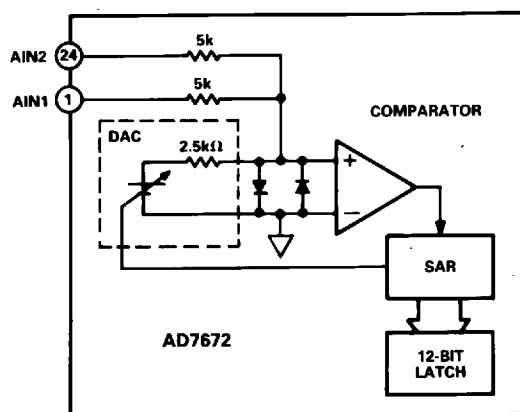 AIN2 24 5k
AIN1 1 5k
COMPARATOR
DAC
2.5kΩ
+
−
SAR
AD7672
12-BIT
LATCH